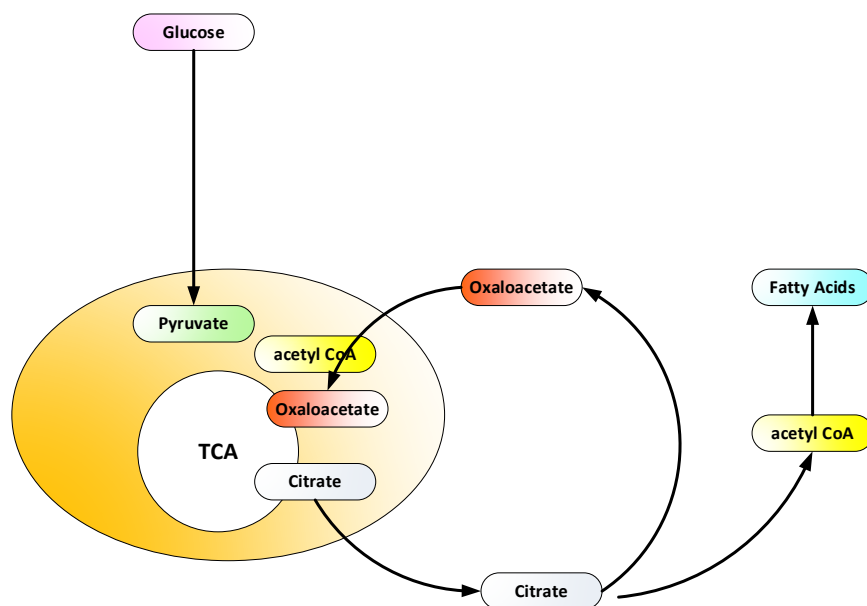 Glucose
Oxaloacetate
Fatty Acids
Pyruvate
acetyl CoA
Oxaloacetate
acetyl CoA
TCA
Citrate
Citrate